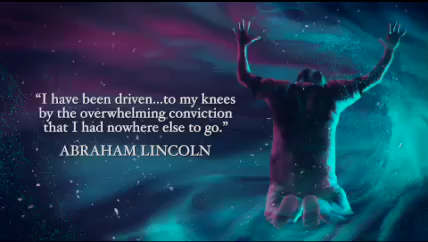 “I have been driven...to my knees
by the overwhelming conviction
that I had nowhere else to go.”
ABRAHAM LINCOLN